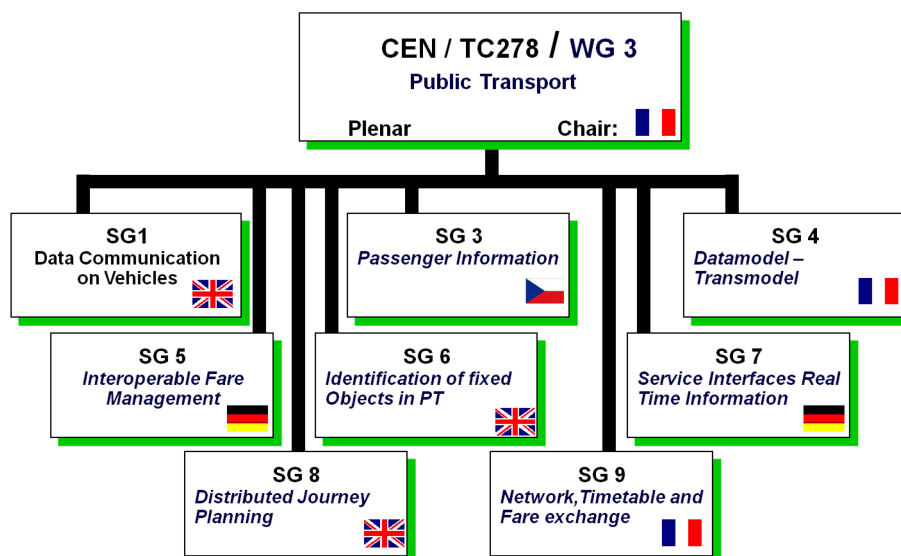 CEN / TC278 / WG 3
Public Transport
Plenar Chair:
SG1
Data Communication
on Vehicles
SG 3
Passenger Information
SG 4
Datamodel –
Transmodel
SG 5
Interoperable Fare
Management
SG 6
Identification of fixed
Objects in PT
SG 7
Service Interfaces Real
Time Information
SG 8
Distributed Journey
Planning
SG 9
Network,Timetable and
Fare exchange